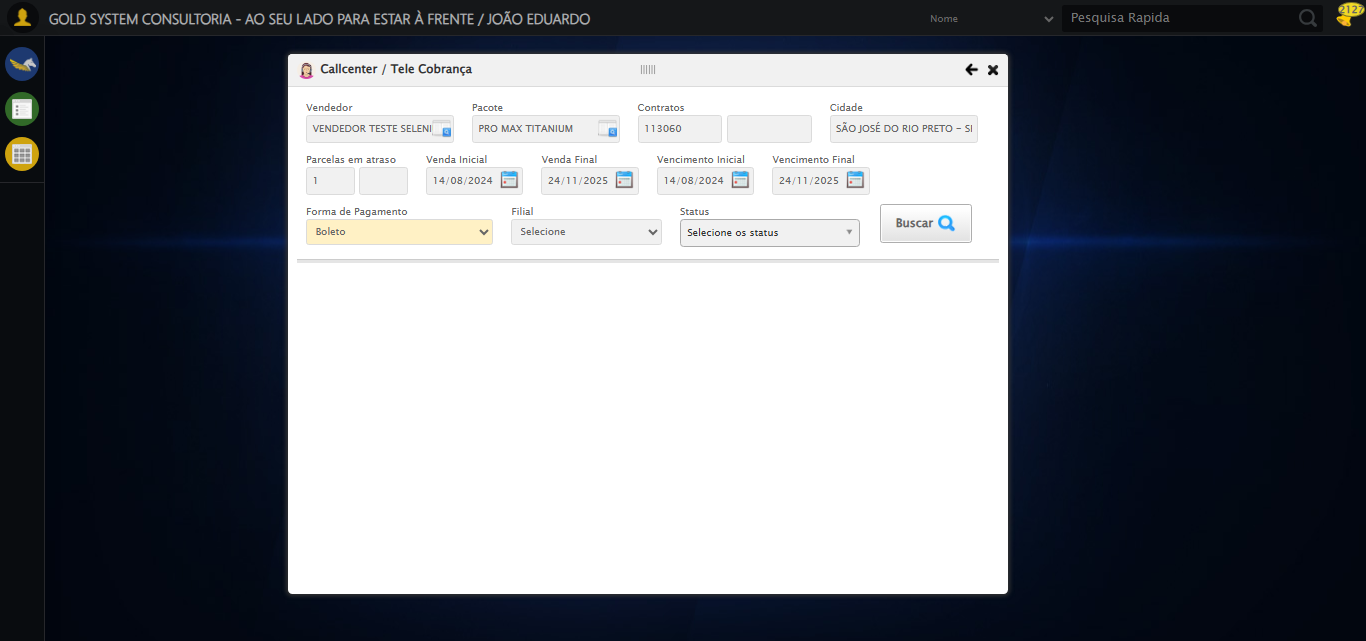 GOLD SYSTEM CONSULTORIA - AO SEU LADO PARA ESTAR À FRENTE / JOÃO EDUARDO
Nome
Pesquisa Rapida
2127
Callcenter / Tele Cobrança
Vendedor Pacote Contratos Cidade
VENDEDOR TESTE SELENI PRO MAX TITANIUM 113060 SÃO JOSÉ DO RIO PRETO - SI
Parcelas em atraso Venda Inicial Venda Final Vencimento Inicial Vencimento Final
1 14/08/2024 24/11/2025 14/08/2024 24/11/2025
Forma de Pagamento Filial Status
Boleto Selecione Selecione os status Buscar